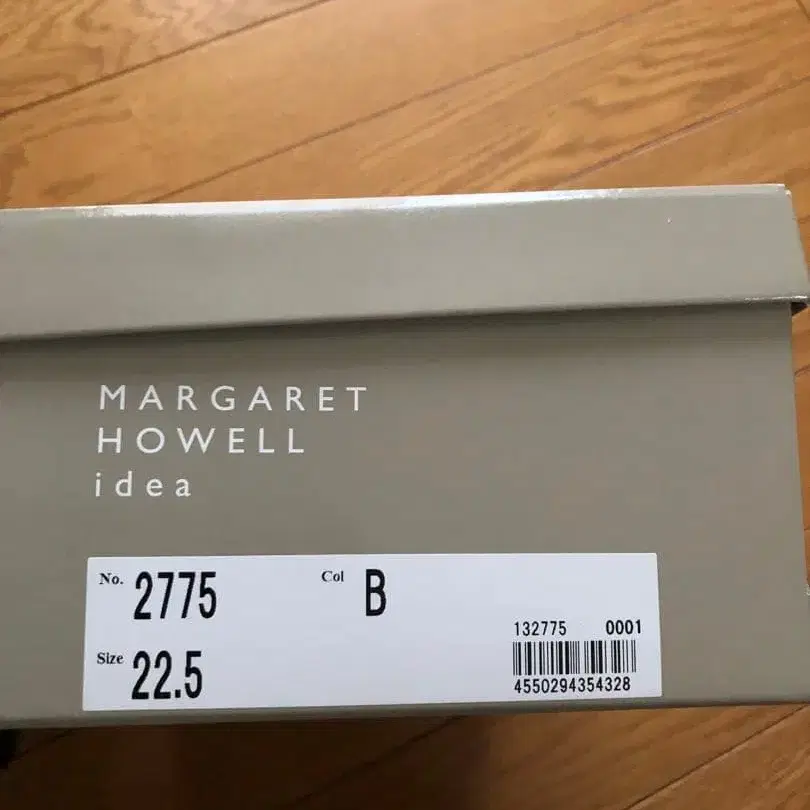 MARGARET
HOWELL
idea
No. 2775 Col B
Size 22.5
132775 0001
4550294354328